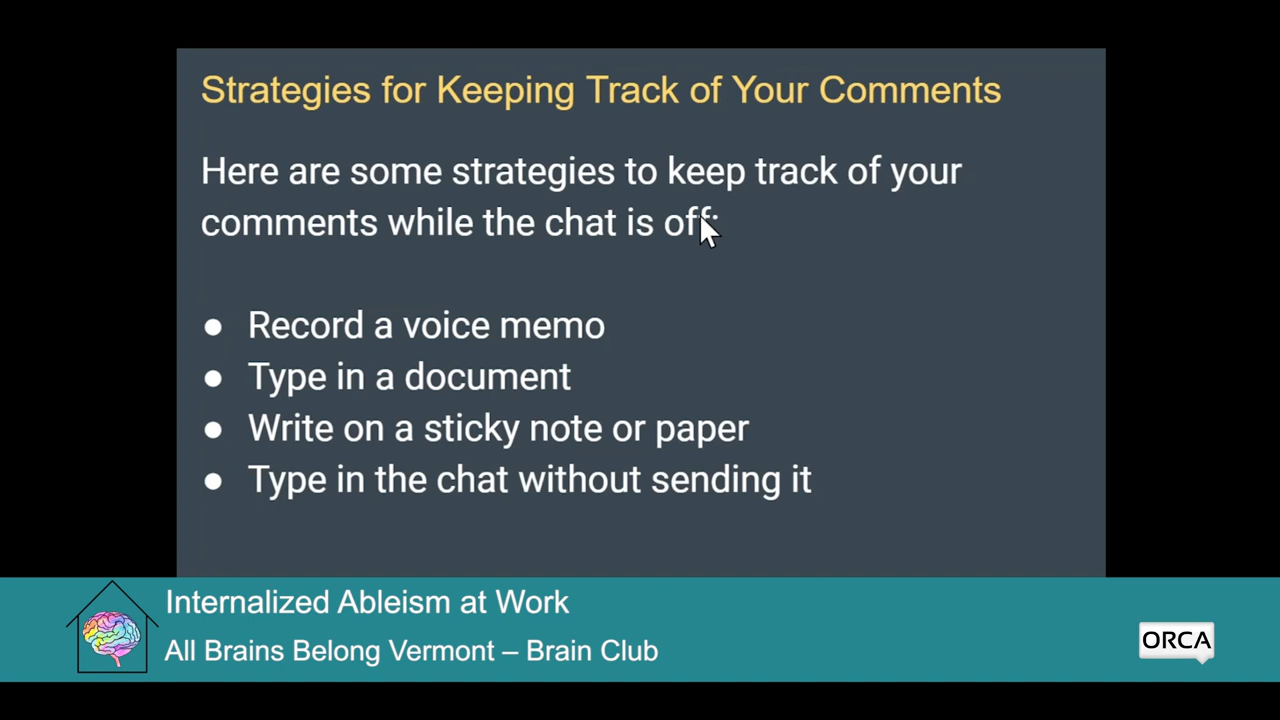 Strategies for Keeping Track of Your Comments
Here are some strategies to keep track of your
comments while the chat is off:
● Record a voice memo
● Type in a document
● Write on a sticky note or paper
● Type in the chat without sending it
Internalized Ableism at Work
All Brains Belong Vermont – Brain Club
ORCA